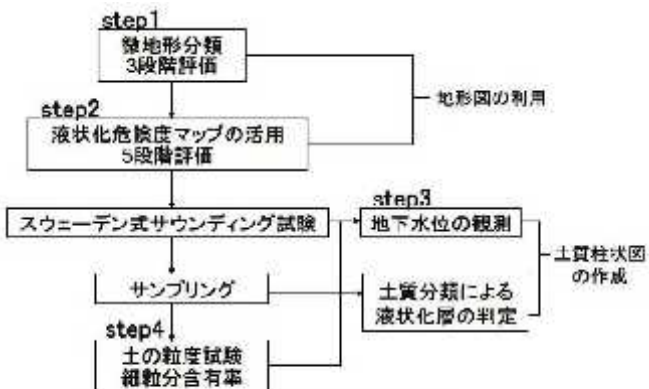 step1
微地形分類
3段階評価
地形図の利用
step2
液状化危険度マップの活用
5段階評価
step3
スウェーデン式サウンディング試験
地下水位の観測
土質柱状図
の作成
サンプリング
土質分類による
液状化層の判定
step4
土の粒度試験
細粒分含有率